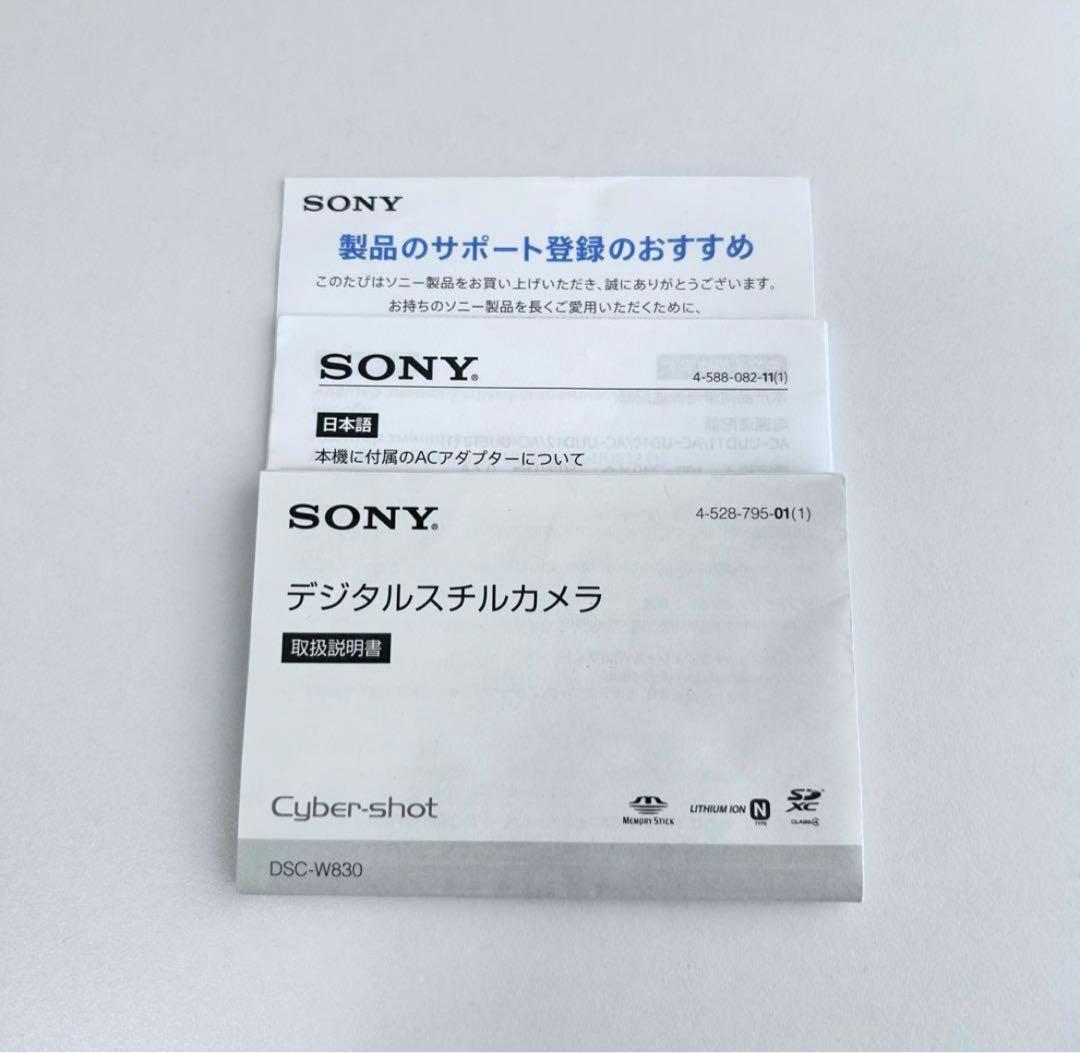 SONY
製品のサポート登録のおすすめ
このたびはソニー製品をお買い上げいただき、誠にありがとうございます。
お持ちのソニー製品を長くご愛用いただくために、
SONY®
4-588-082-11(1)
日本語
本機に付属のACアダプターについて
SONY®
4-528-795-01(1)
デジタルスチルカメラ
取扱説明書
Cyber-shot
MEMORY STICK
LITHIUM ION N TYPE
SD XC CLASS 4
DSC-W830